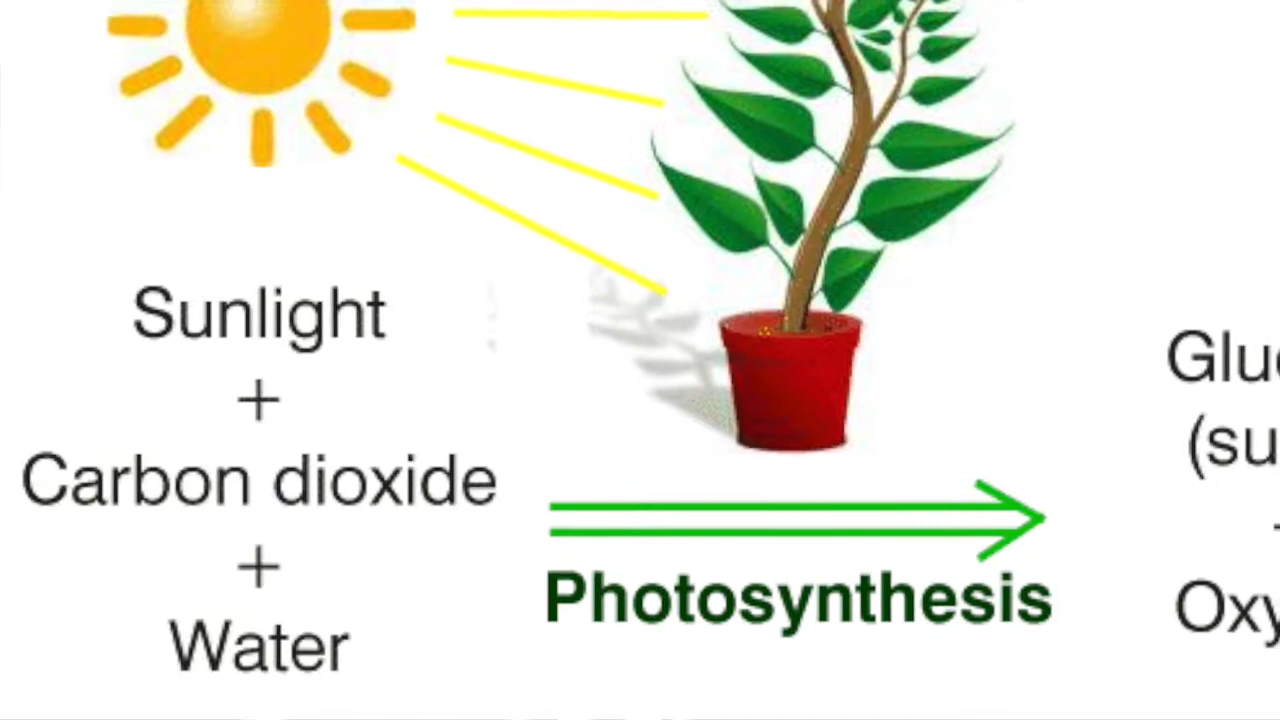 Sunlight
+
Carbon dioxide
+
Water
Photosynthesis